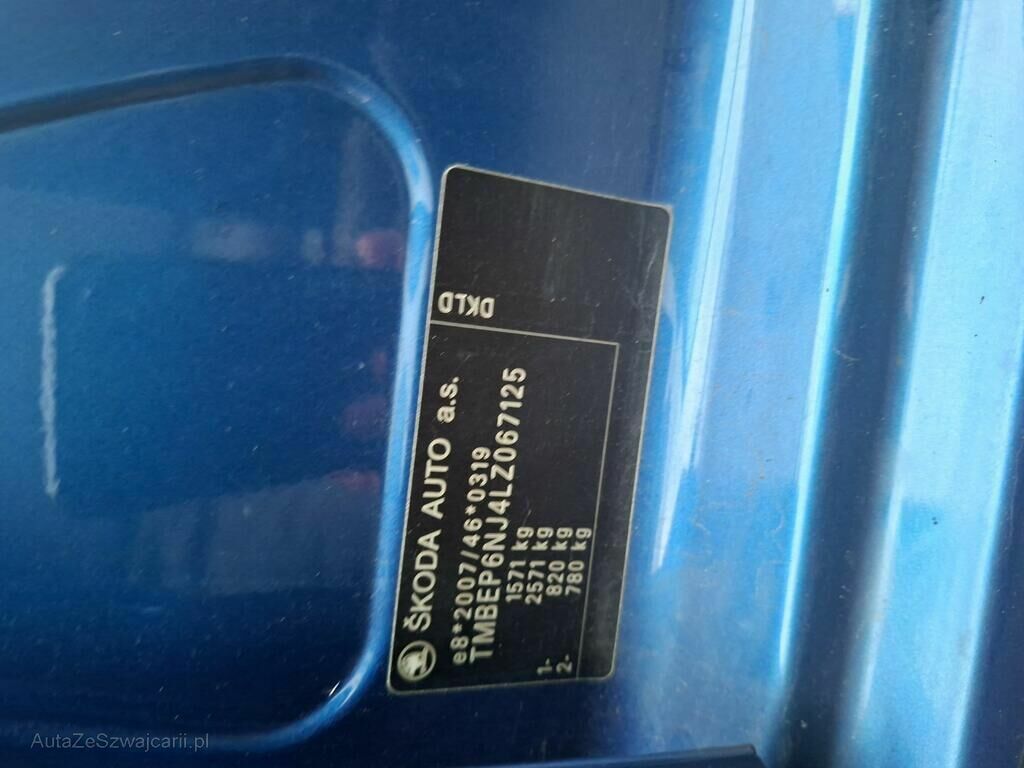 ŠKODA AUTO a.s.
e8*2007/46*0319
TMBEP6NJ4LZ067125
1571 kg
2571 kg
1- 820 kg
2- 780 kg
DKLD
AutaZeSzwajcarii.pl